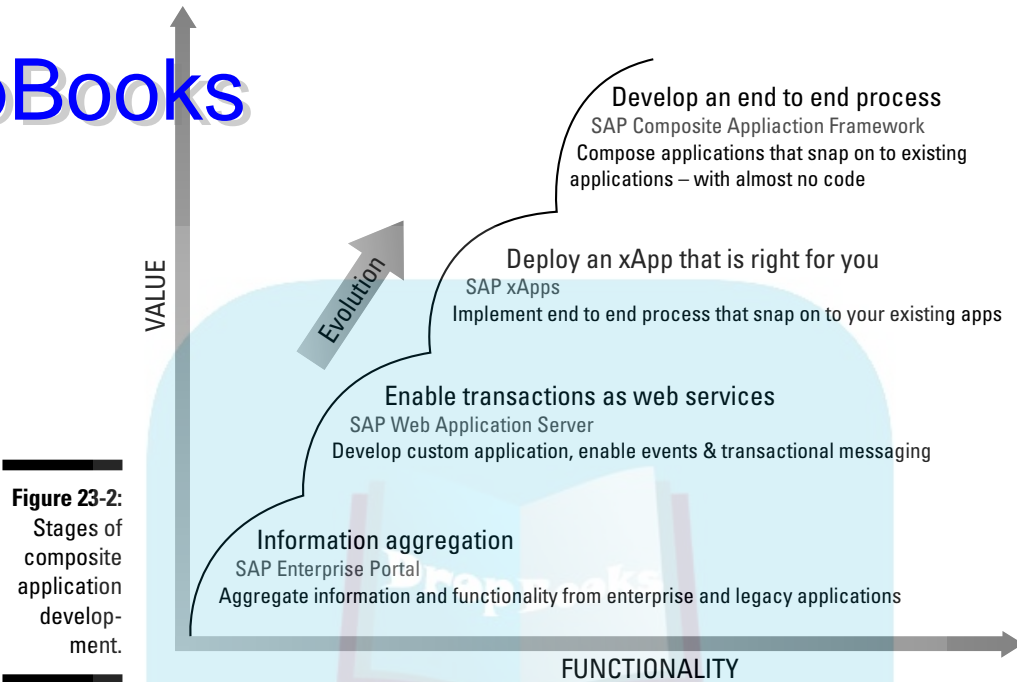 oBooks
Develop an end to end process
SAP Composite Appliaction Framework
Compose applications that snap on to existing
applications – with almost no code
Deploy an xApp that is right for you
SAP xApps
Implement end to end process that snap on to your existing apps
VALUE
Evolution
Enable transactions as web services
SAP Web Application Server
Develop custom application, enable events & transactional messaging
Figure 23-2:
Stages of
composite
application
develop-
ment.
Information aggregation
SAP Enterprise Portal
DropBooks
Aggregate information and functionality from enterprise and legacy applications
FUNCTIONALITY